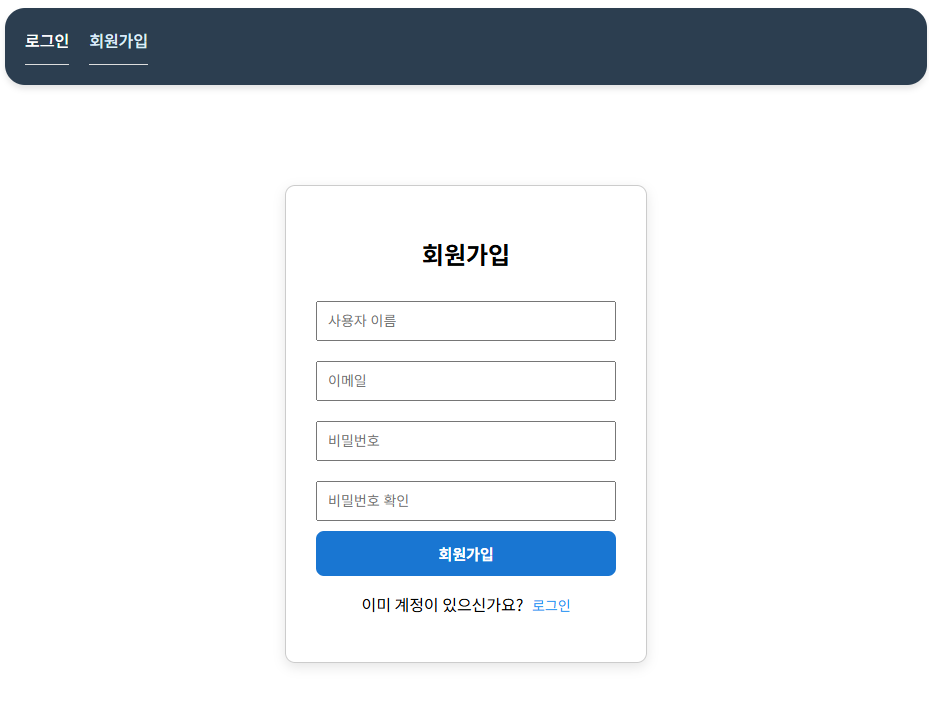 로그인 회원가입
회원가입
사용자 이름
이메일
비밀번호
비밀번호 확인
회원가입
이미 계정이 있으신가요? 로그인